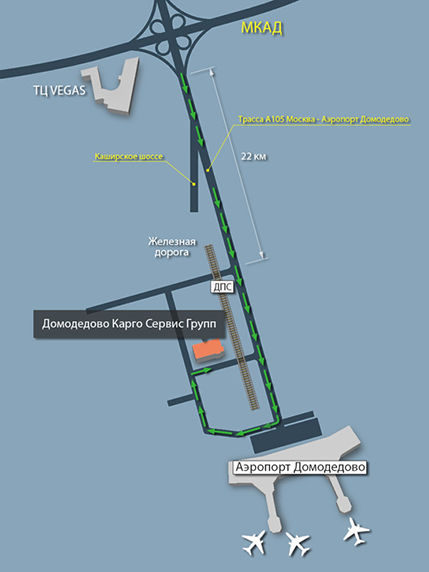 МКАД
ТЦ VEGAS
Трасса А105 Москва - Аэропорт Домодедово
Каширское шоссе
22 км
Железная
дорога
ДПС
Домодедово Карго Сервис Групп
Аэропорт Домодедово